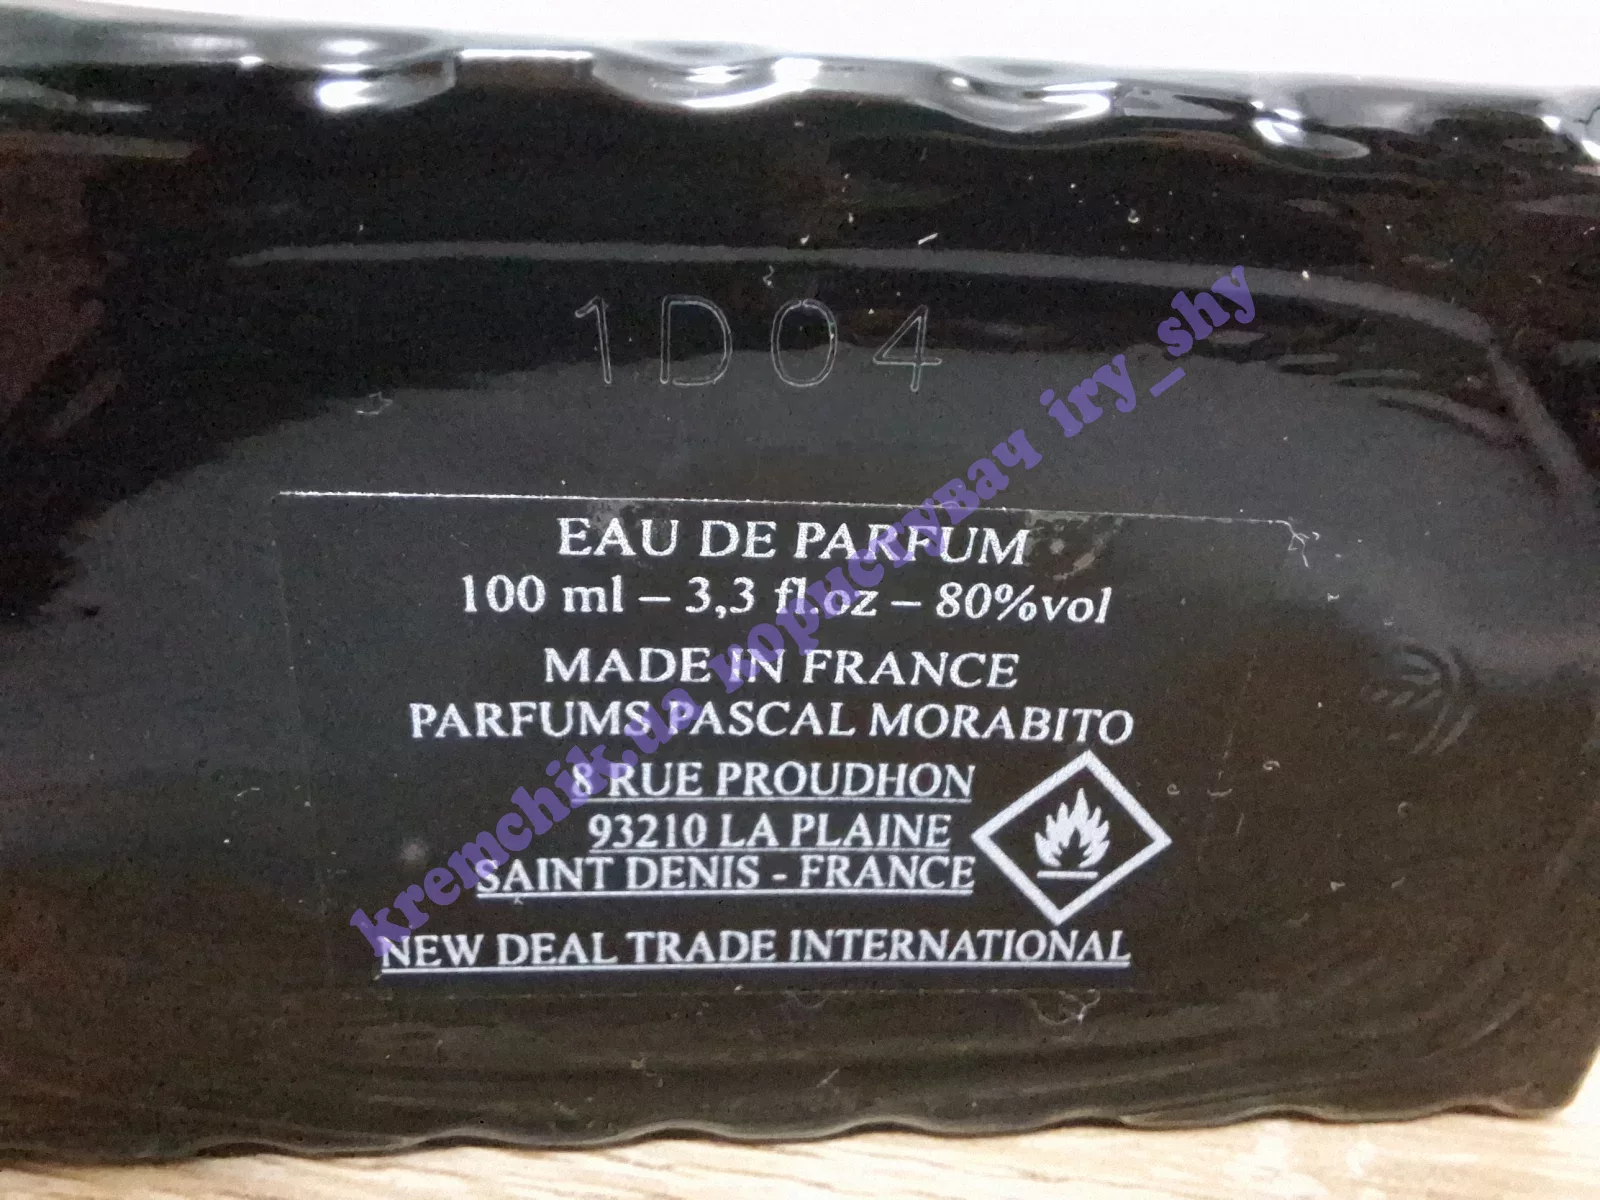 1D04
EAU DE PARFUM
100 ml – 3,3 fl.oz – 80%vol
MADE IN FRANCE
PARFUMS PASCAL MORABITO
8 RUE PROUDHON
93210 LA PLAINE
SAINT DENIS - FRANCE
NEW DEAL TRADE INTERNATIONAL
kremchik.ua користувач iry_shy